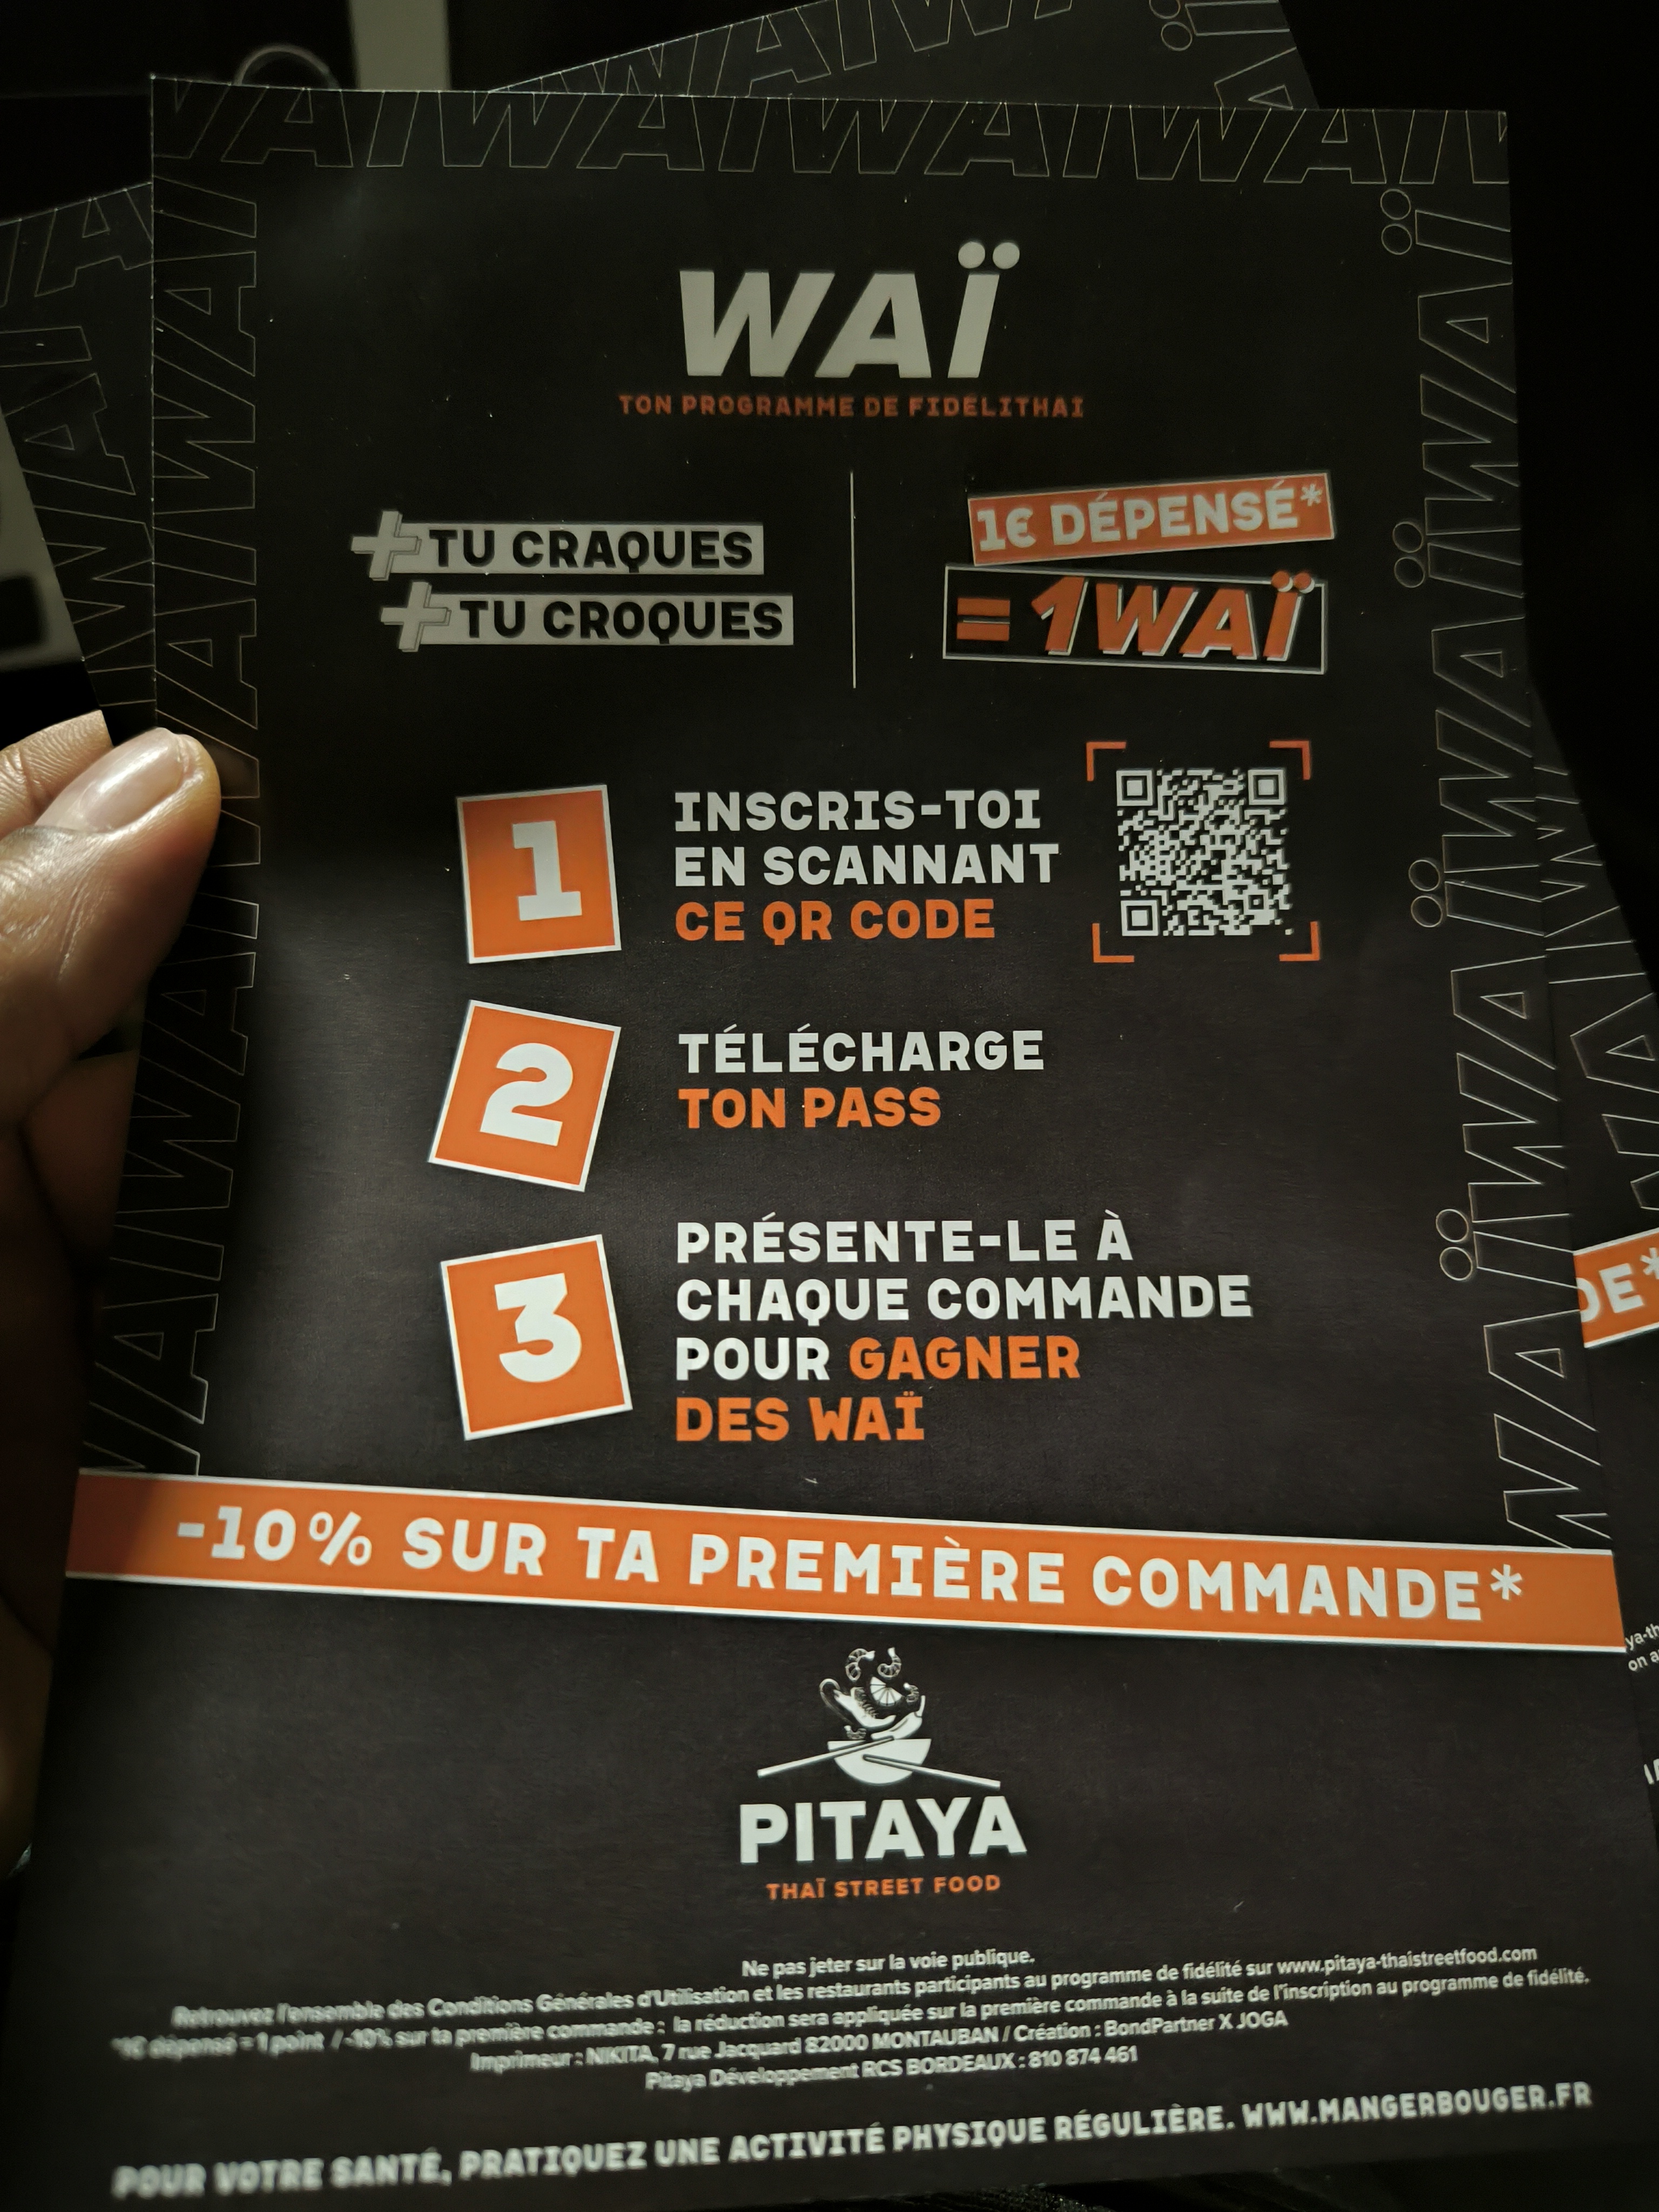 WAÏ
TON PROGRAMME DE FIDELITHAI
+ TU CRAQUES
+ TU CROQUES
1€ DÉPENSÉ*
= 1 WAÏ
1
INSCRIS-TOI
EN SCANNANT
CE QR CODE
2
TÉLÉCHARGE
TON PASS
3
PRÉSENTE-LE À
CHAQUE COMMANDE
POUR GAGNER
DES WAÏ
-10% SUR TA PREMIÈRE COMMANDE*
PITAYA
THAÏ STREET FOOD
Ne pas jeter sur la voie publique.
Retrouvez l'ensemble des Conditions Générales d'Utilisation et les restaurants participants au programme de fidélité sur www.pitaya-thaistreetfood.com
*1€ dépensé = 1 point / -10% sur ta première commande : la réduction sera appliquée sur la première commande à la suite de l'inscription au programme de fidélité.
Imprimeur : NIKITA, 7 rue Jacquard 82000 MONTAUBAN / Création : BondPartner X JOGA
Pitaya Développement RCS BORDEAUX : 810 874 461
POUR VOTRE SANTÉ, PRATIQUEZ UNE ACTIVITÉ PHYSIQUE RÉGULIÈRE. WWW.MANGERBOUGER.FR